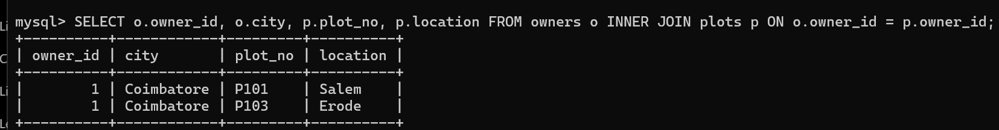 mysql> SELECT o.owner_id, o.city, p.plot_no, p.location FROM owners o INNER JOIN plots p ON o.owner_id = p.owner_id;
+----------+------------+---------+----------+
| owner_id | city       | plot_no | location |
+----------+------------+---------+----------+
|        1 | Coimbatore | P101    | Salem    |
|        1 | Coimbatore | P103    | Erode    |
+----------+------------+---------+----------+